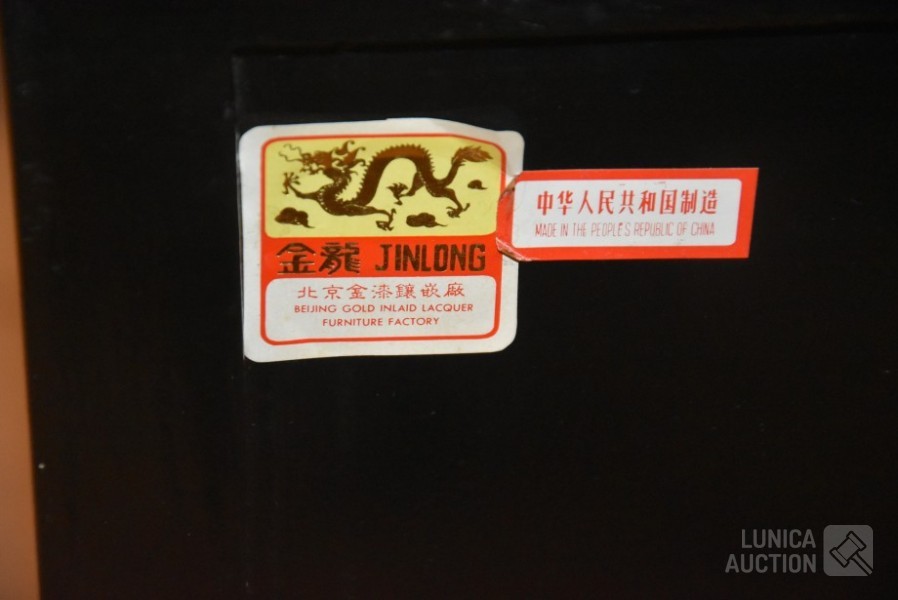 金龍 JINLONG
北京金漆鑲嵌廠
BEIJING GOLD INLAID LACQUER
FURNITURE FACTORY
中华人民共和国制造
MADE IN THE PEOPLE'S REPUBLIC OF CHINA
LUNICA
AUCTION